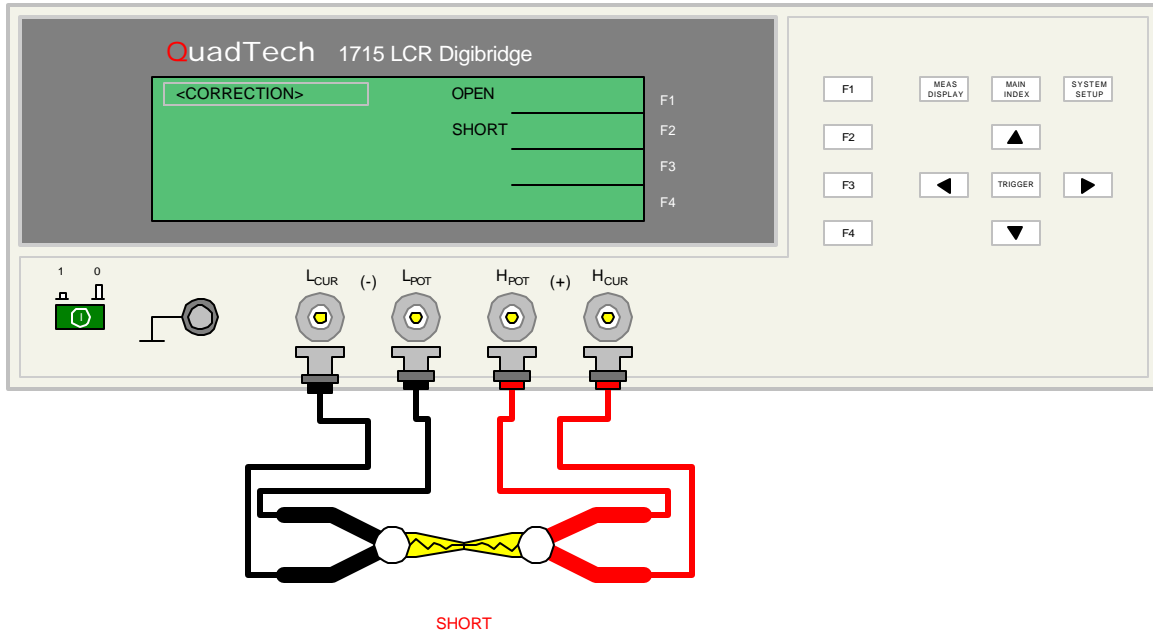 QuadTech 1715 LCR Digibridge
<CORRECTION> OPEN F1
SHORT F2
F3
F4
F1 MEAS DISPLAY MAIN INDEX SYSTEM SETUP
F2
F3 TRIGGER
F4
1 0
LCUR (-) LPOT HPOT (+) HCUR
SHORT